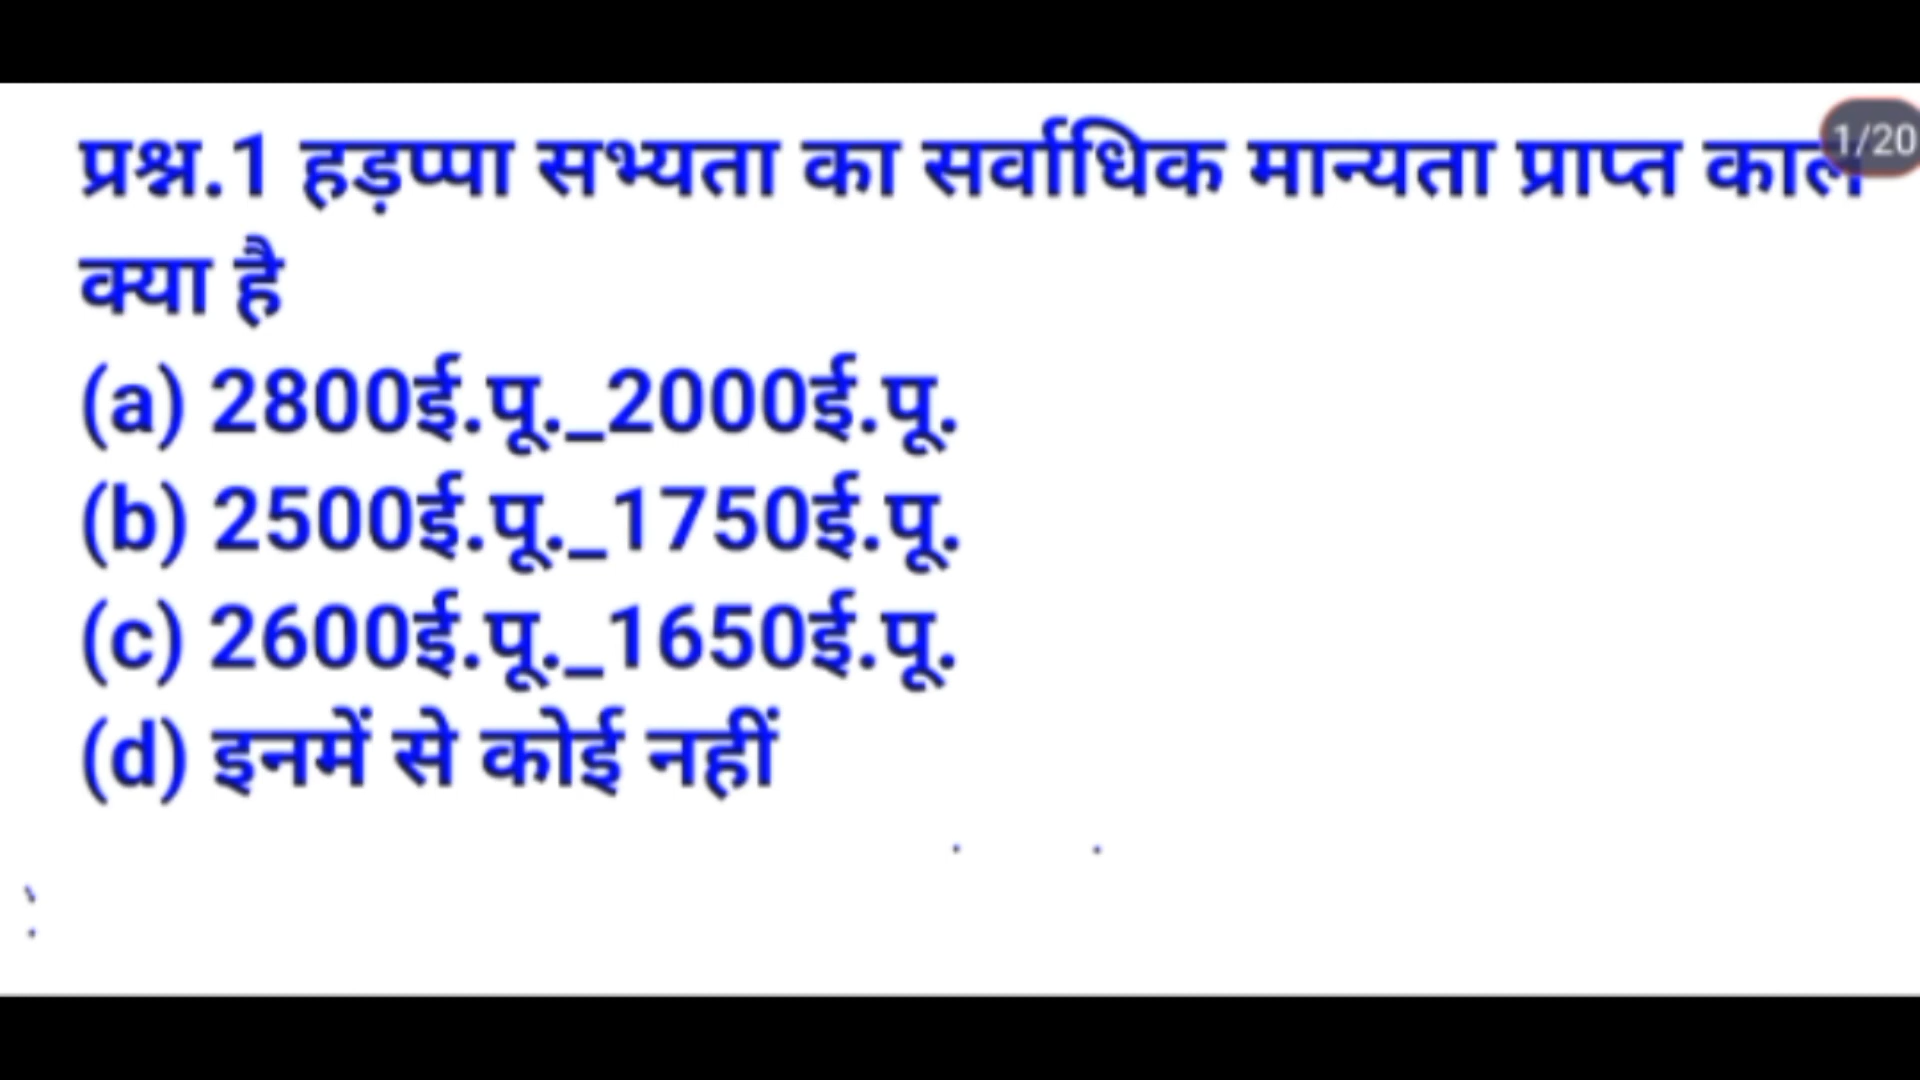 प्रश्न.1 हड़प्पा सभ्यता का सर्वाधिक मान्यता प्राप्त काल
1/20
क्या है
(a) 2800ई.पू._2000ई.पू.
(b) 2500ई.पू._1750ई.पू.
(c) 2600ई.पू._1650ई.पू.
(d) इनमें से कोई नहीं